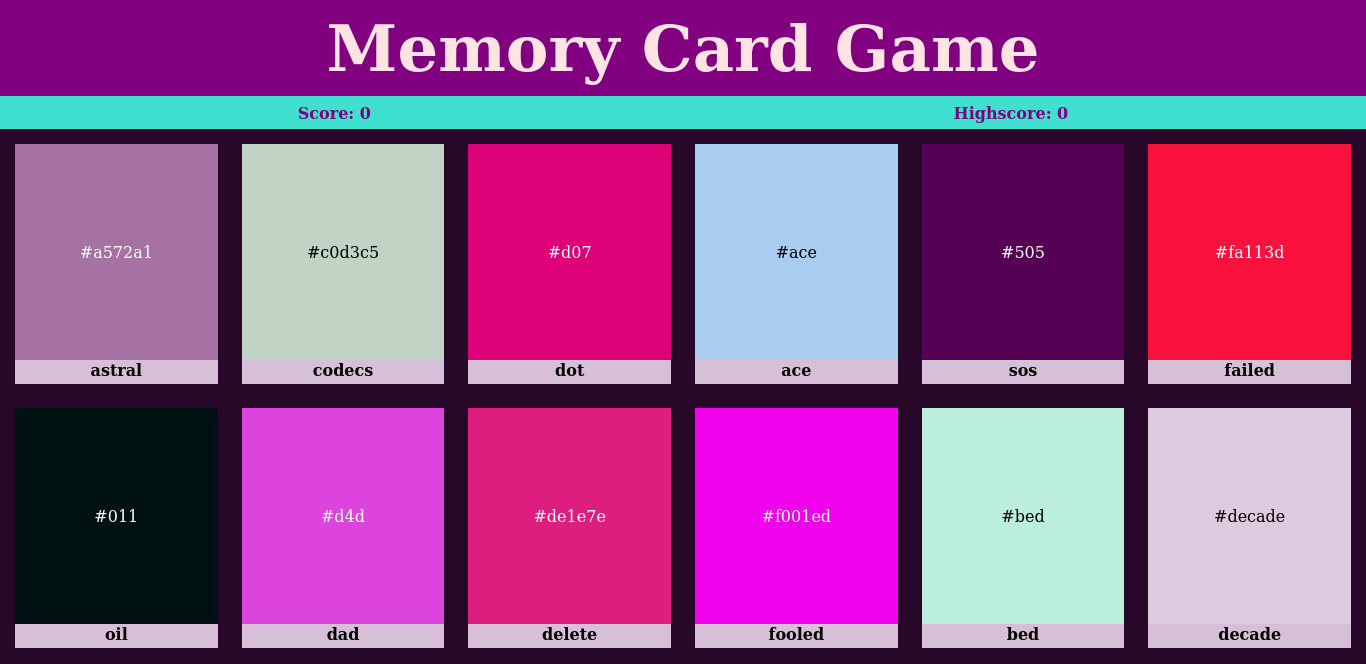 Memory Card Game
Score: 0 Highscore: 0
#a572a1 #c0d3c5 #d07 #ace #505 #fa113d
astral codecs dot ace sos failed
#011 #d4d #de1e7e #f001ed #bed #decade
oil dad delete fooled bed decade